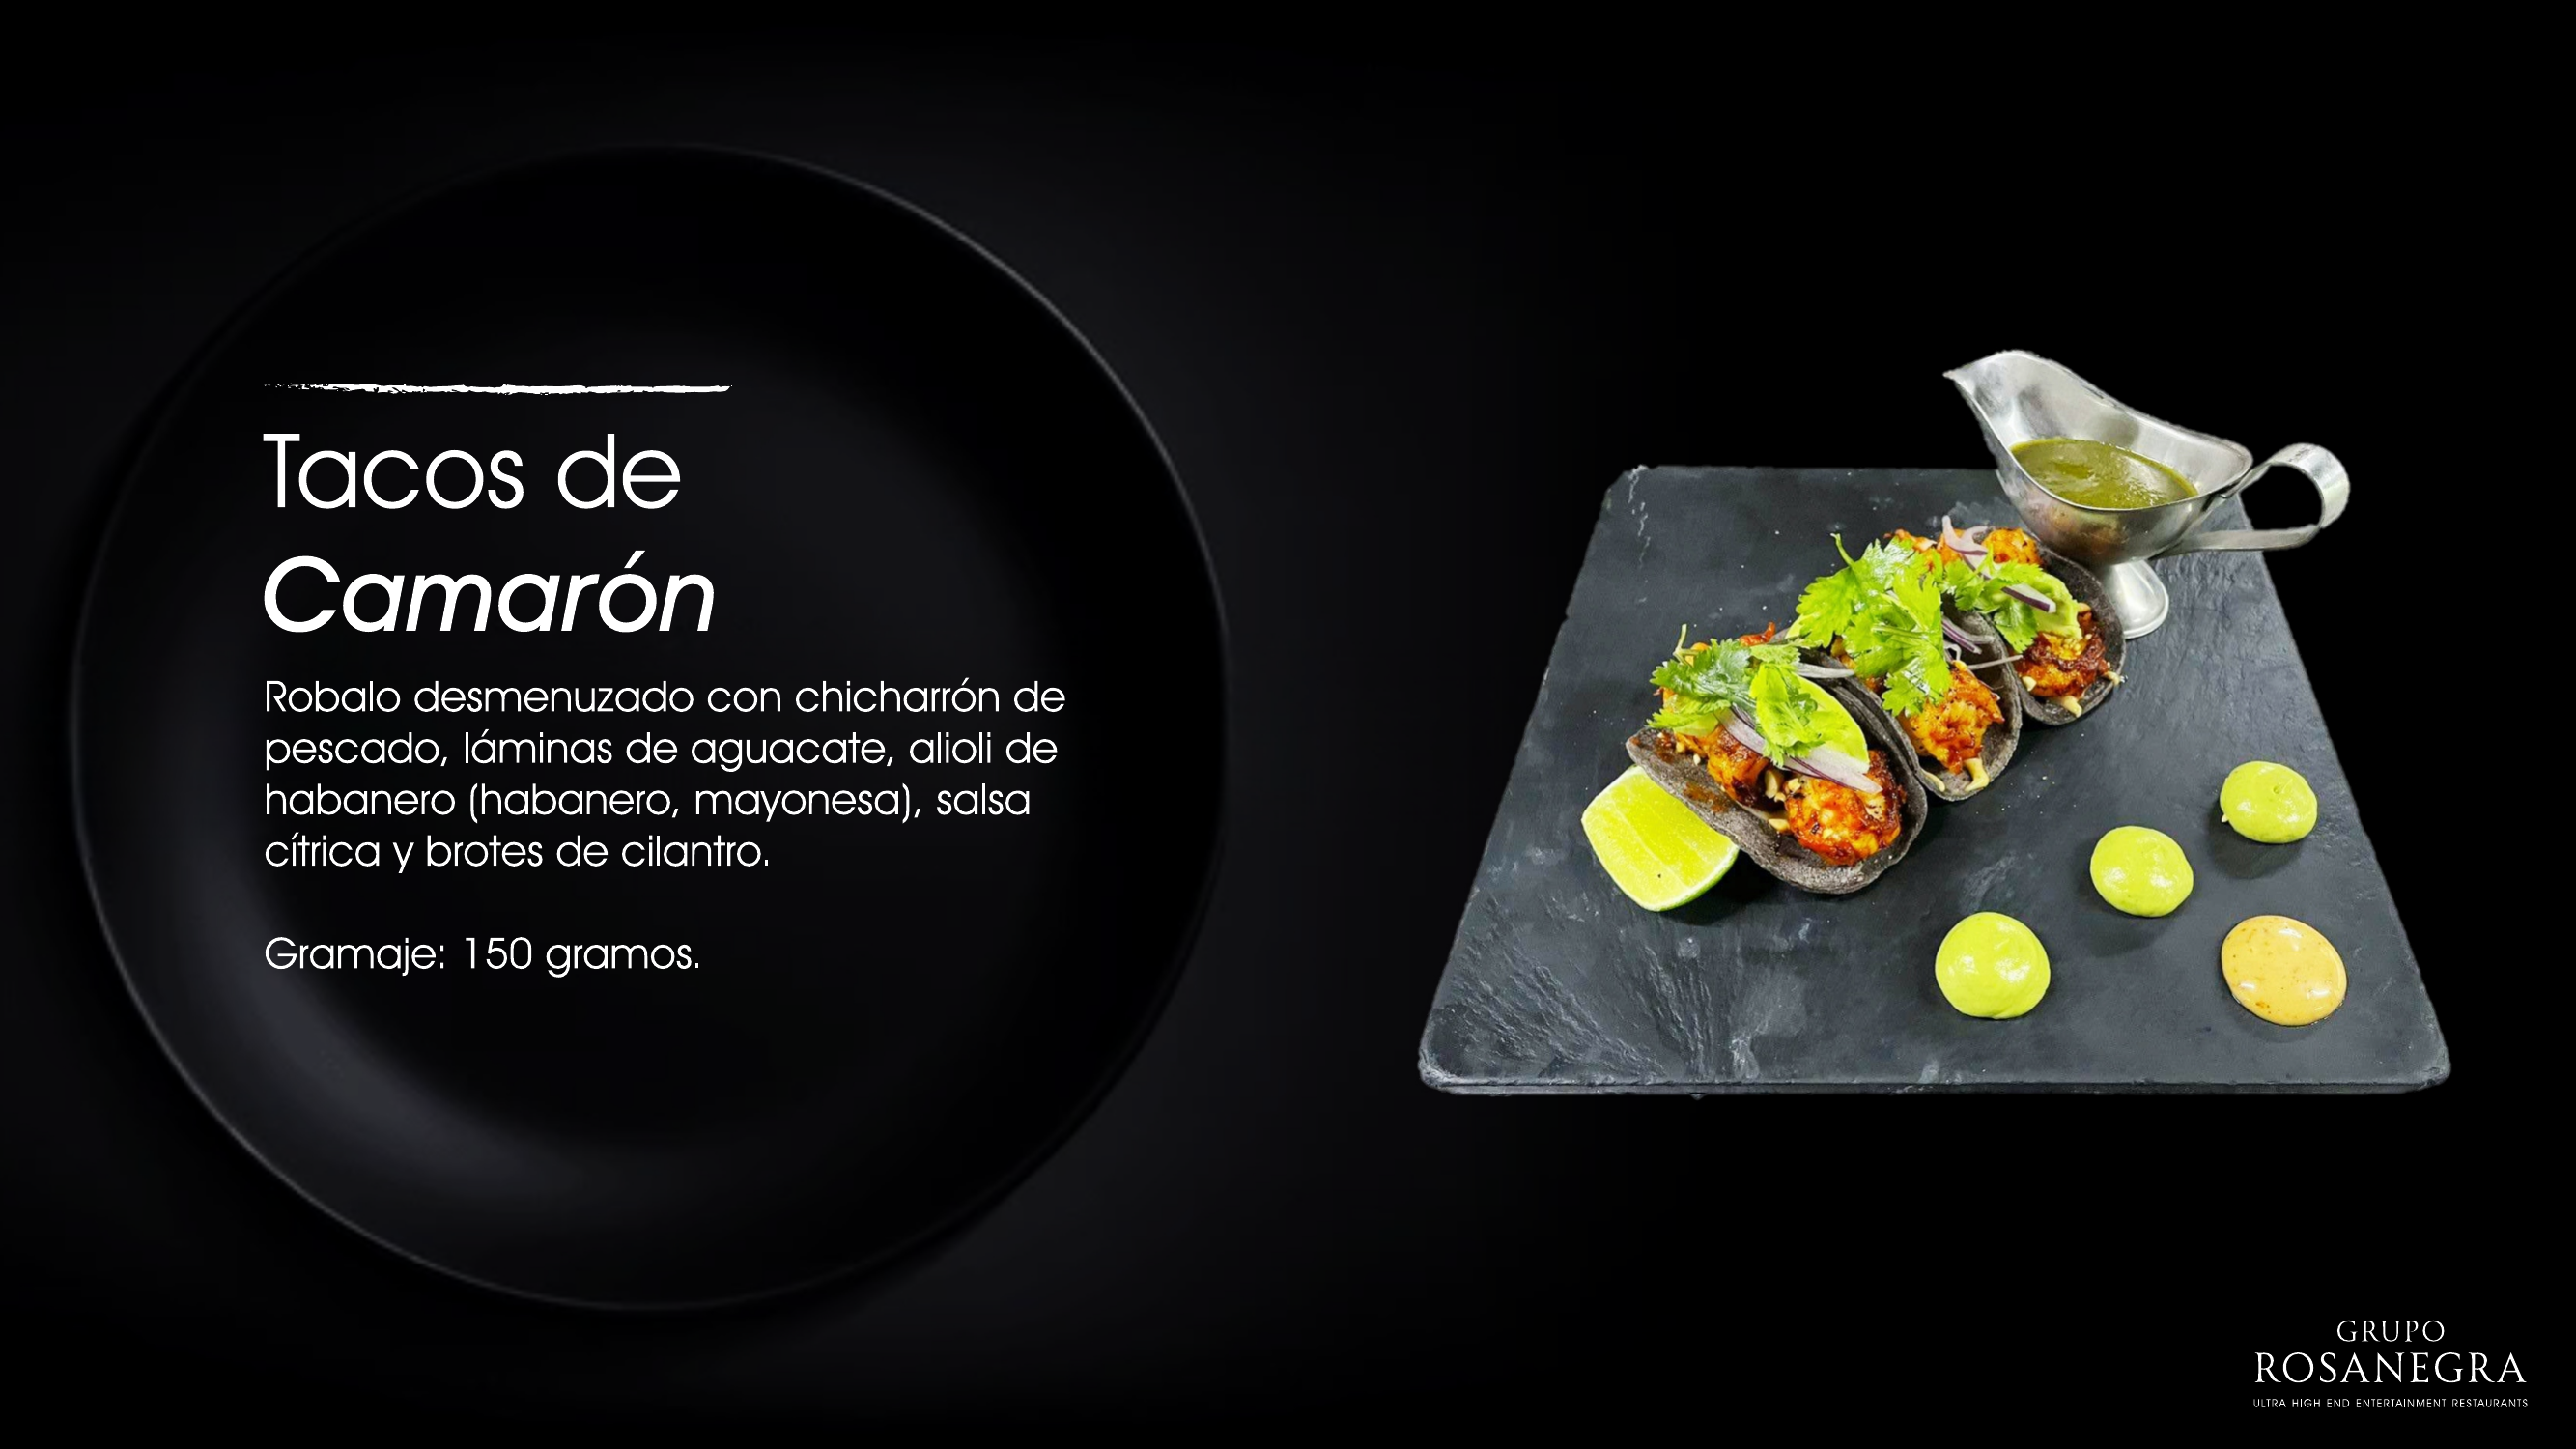 Tacos de
Camarón
Robalo desmenuzado con chicharrón de
pescado, láminas de aguacate, alioli de
habanero (habanero, mayonesa), salsa
cítrica y brotes de cilantro.
Gramaje: 150 gramos.
GRUPO
ROSANEGRA
ULTRA HIGH END ENTERTAINMENT RESTAURANTS